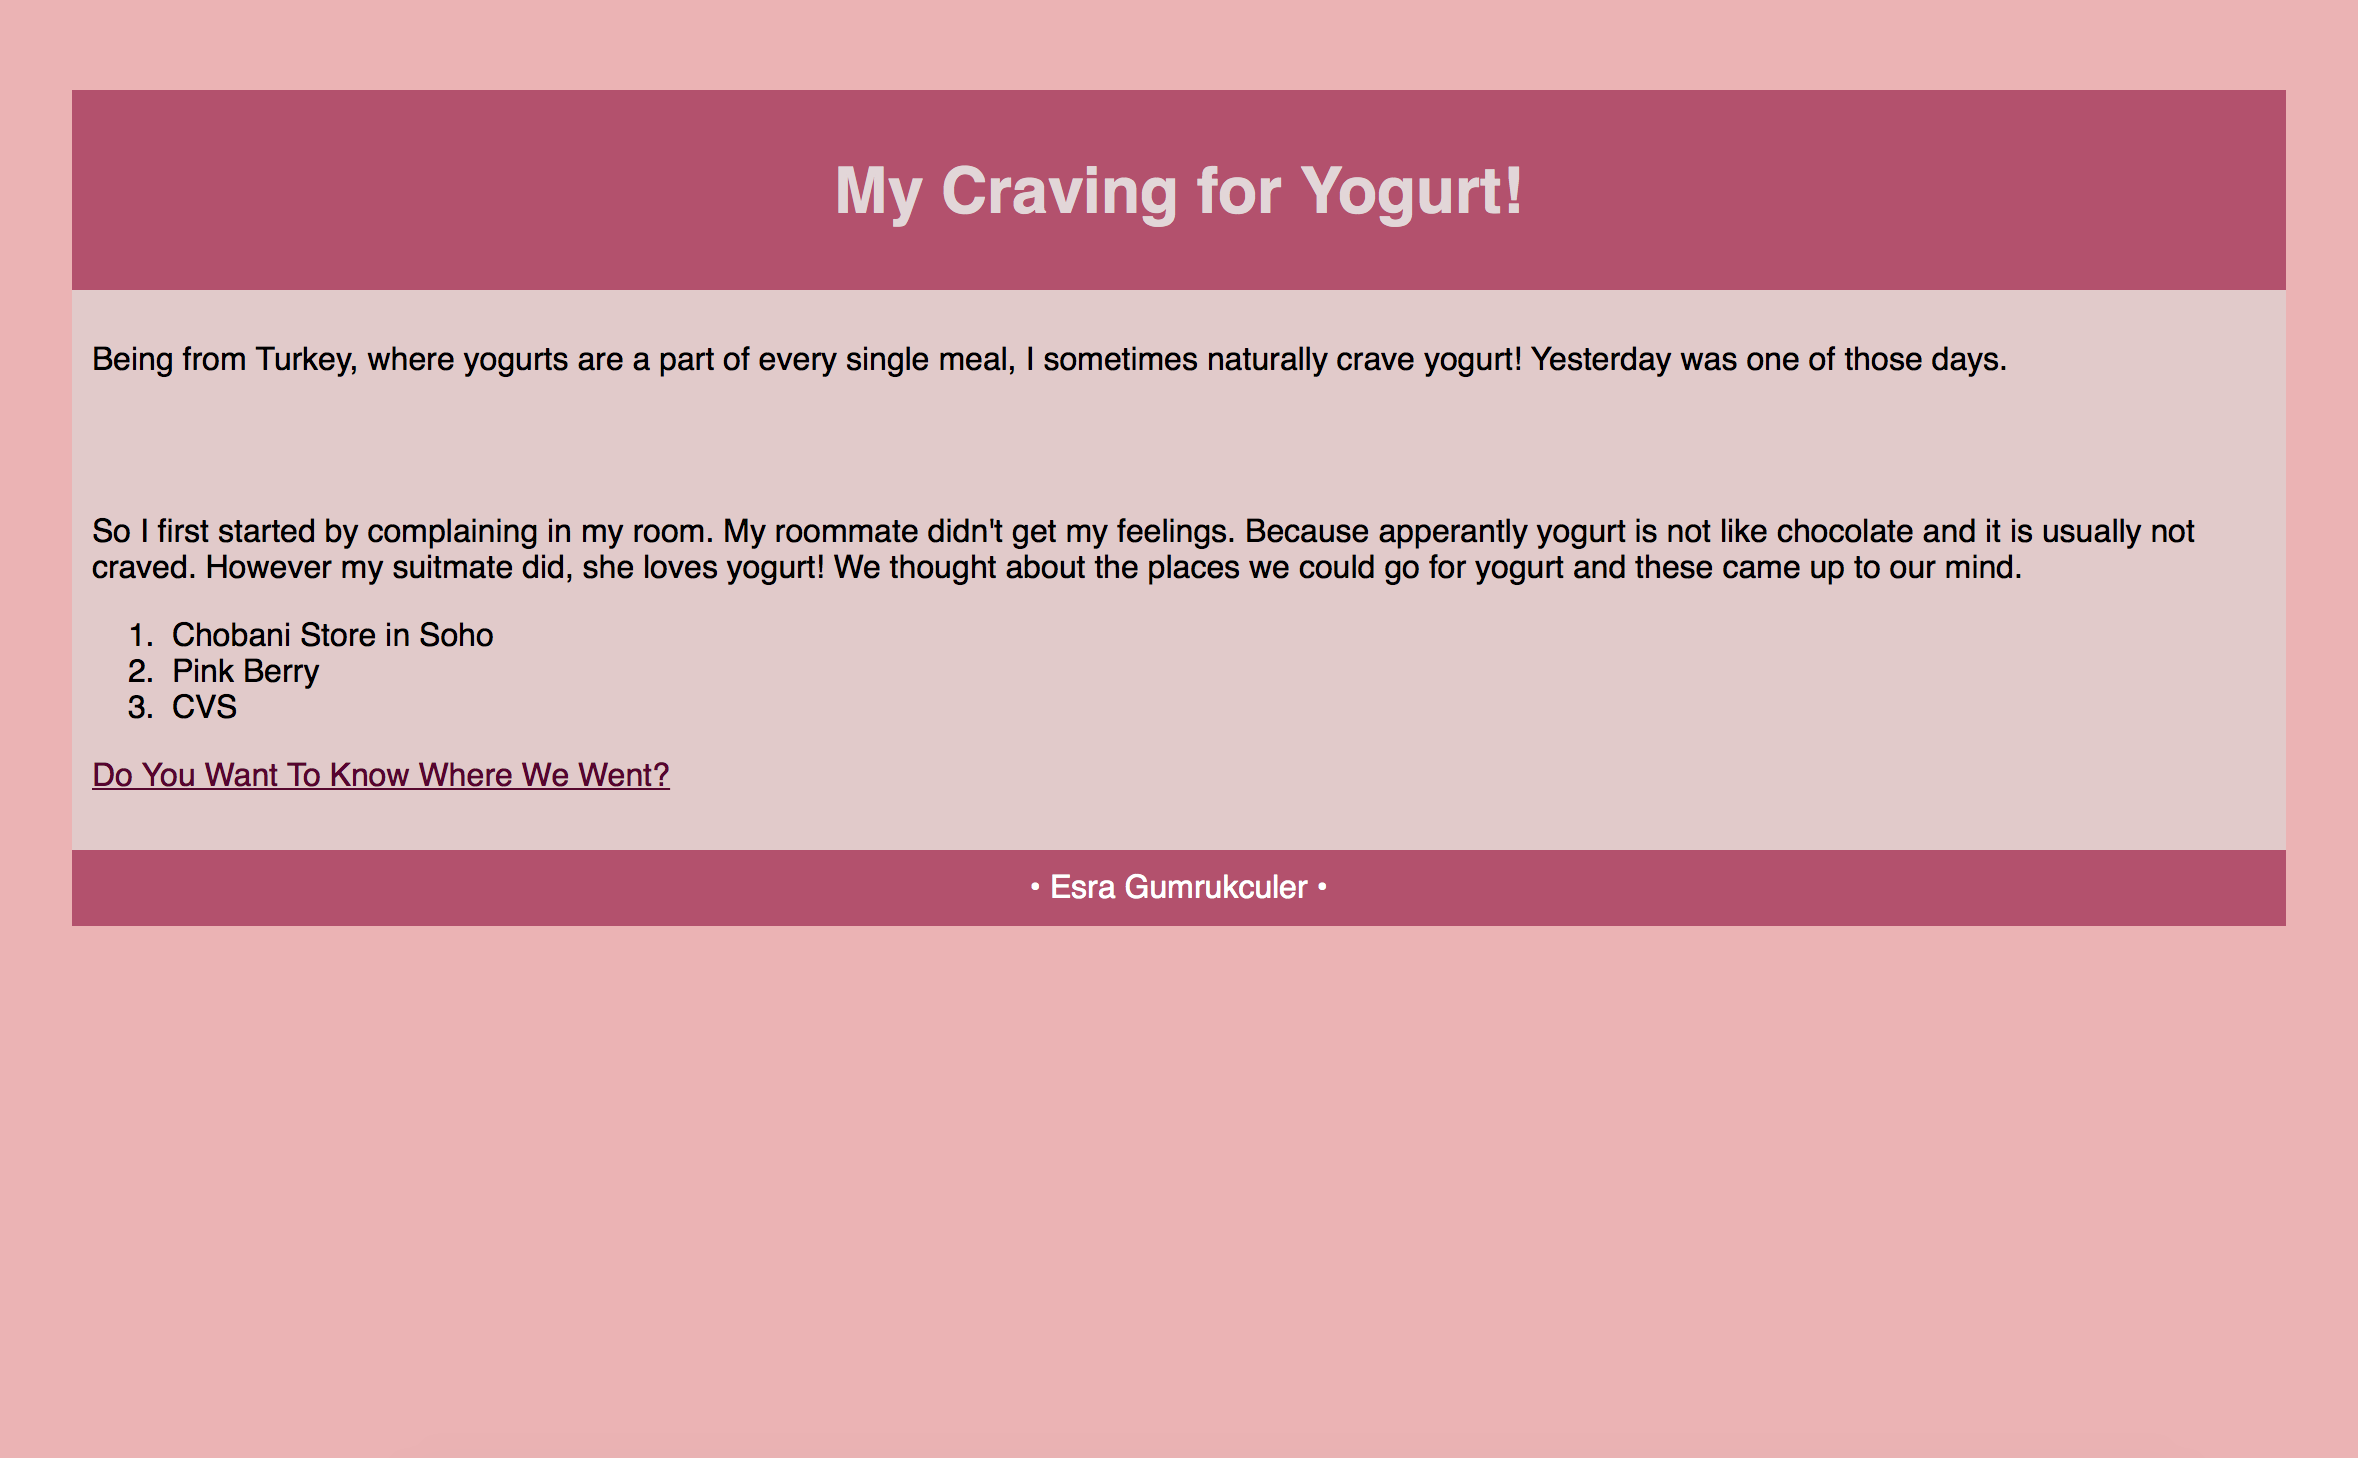 My Craving for Yogurt!
Being from Turkey, where yogurts are a part of every single meal, I sometimes naturally crave yogurt! Yesterday was one of those days.
So I first started by complaining in my room. My roommate didn't get my feelings. Because apperantly yogurt is not like chocolate and it is usually not
craved. However my suitmate did, she loves yogurt! We thought about the places we could go for yogurt and these came up to our mind.
1. Chobani Store in Soho
2. Pink Berry
3. CVS
Do You Want To Know Where We Went?
• Esra Gumrukculer •